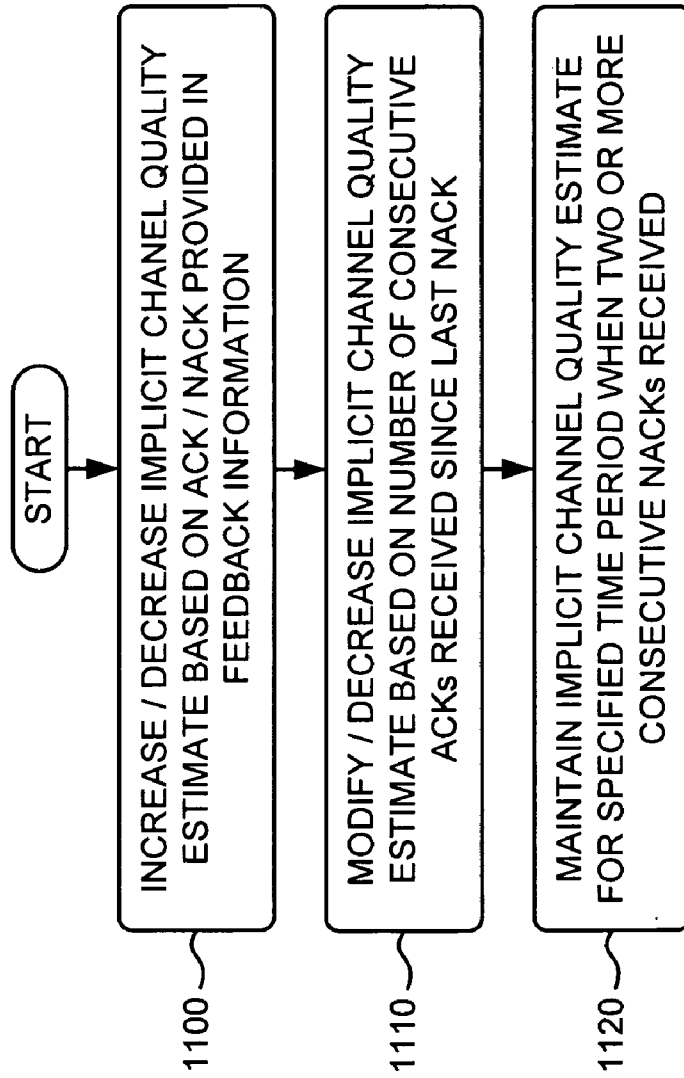 START
INCREASE / DECREASE IMPLICIT CHANEL QUALITY
ESTIMATE BASED ON ACK / NACK PROVIDED IN
FEEDBACK INFORMATION
1100
MODIFY / DECREASE IMPLICIT CHANNEL QUALITY
ESTIMATE BASED ON NUMBER OF CONSECUTIVE
ACKs RECEIVED SINCE LAST NACK
1110
MAINTAIN IMPLICIT CHANNEL QUALITY ESTIMATE
FOR SPECIFIED TIME PERIOD WHEN TWO OR MORE
CONSECUTIVE NACKs RECEIVED
1120